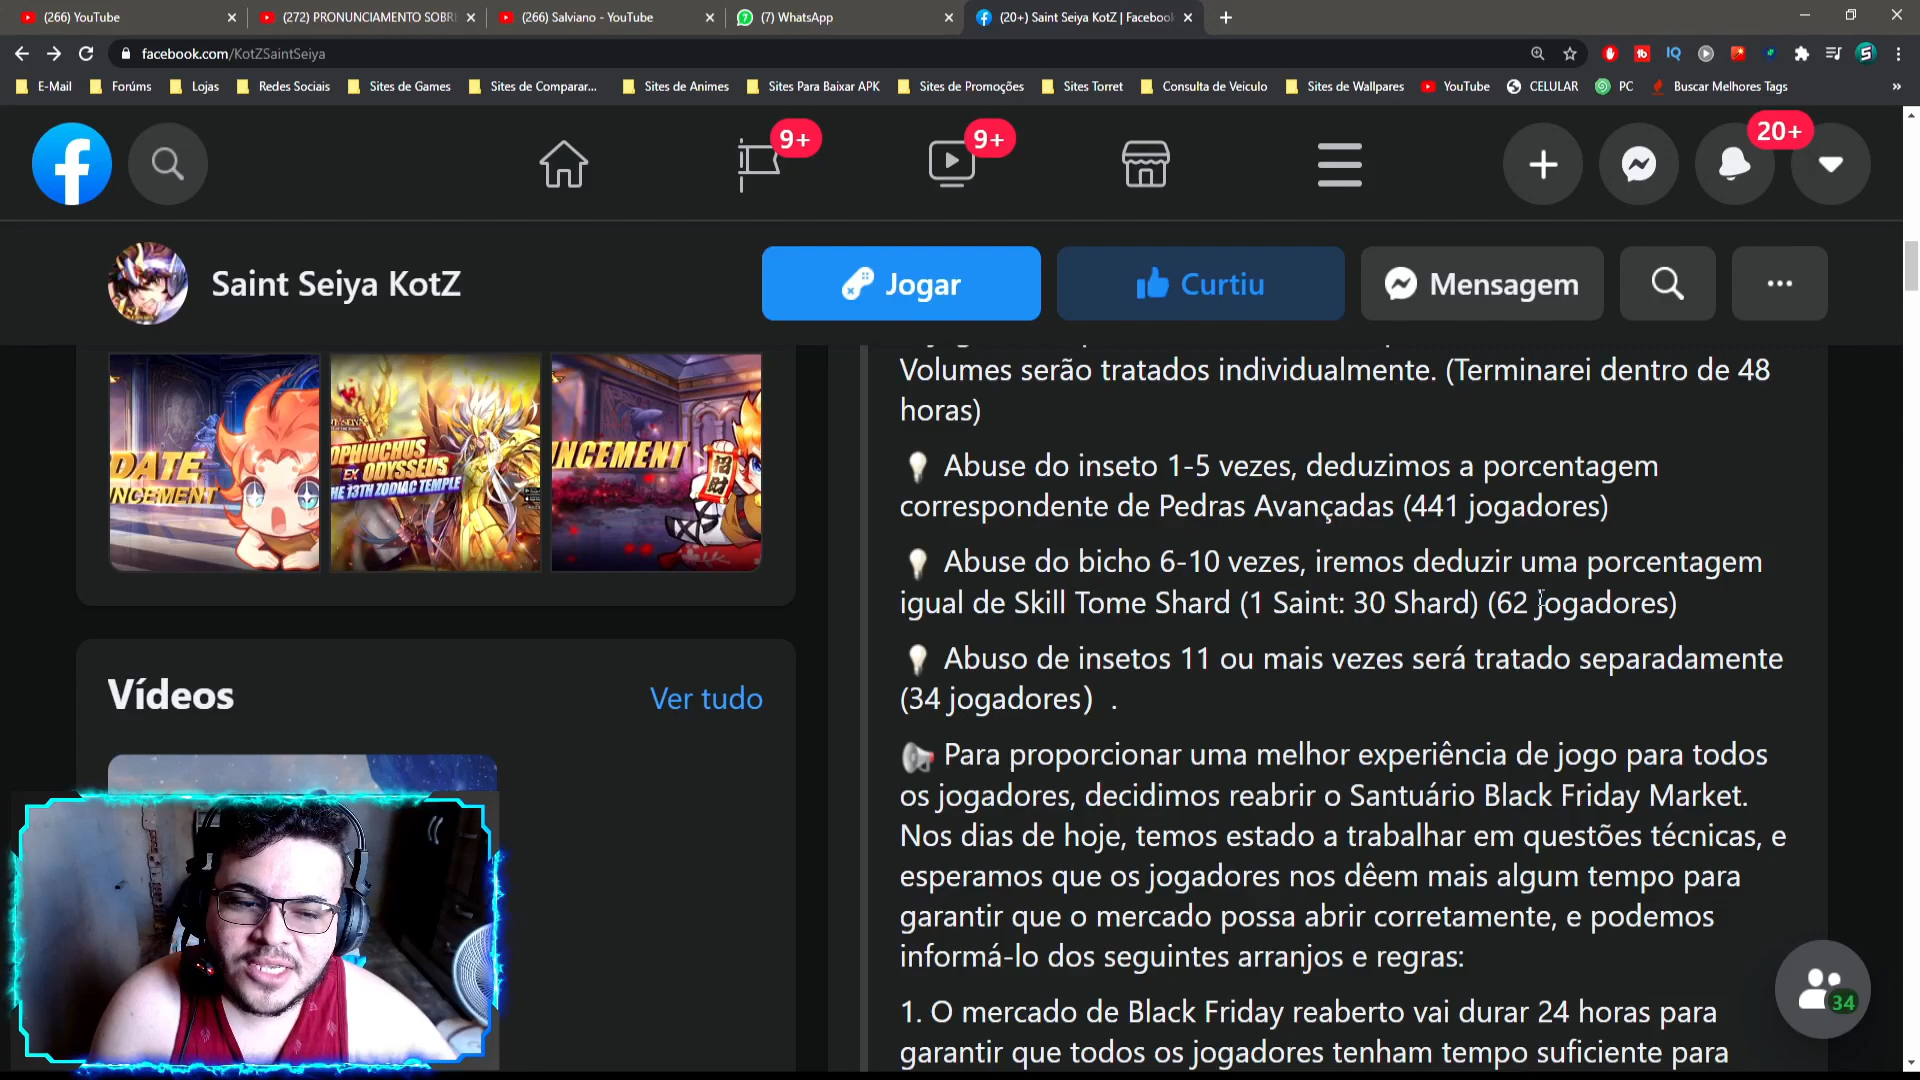 (266) YouTube
(272) PRONUNCIAMENTO SOBRE
(266) Salviano - YouTube
(7) WhatsApp
(20+) Saint Seiya KotZ | Facebook
facebook.com/KotZSaintSeiya
E-Mail
Forúms
Lojas
Redes Sociais
Sites de Games
Sites de Comparar...
Sites de Animes
Sites Para Baixar APK
Sites de Promoções
Sites Torret
Consulta de Veiculo
Sites de Wallpares
YouTube
CELULAR
PC
Buscar Melhores Tags
»
9+
9+
20+
Saint Seiya KotZ
Jogar
Curtiu
Mensagem
DATE
NCEMENT
OPHIUCHUS
EX ODYSSEUS
THE 13TH ZODIAC TEMPLE
NCEMENT
招
財
Vídeos
Ver tudo
Volumes serão tratados individualmente. (Terminarei dentro de 48
horas)
Abuse do inseto 1-5 vezes, deduzimos a porcentagem
correspondente de Pedras Avançadas (441 jogadores)
Abuse do bicho 6-10 vezes, iremos deduzir uma porcentagem
igual de Skill Tome Shard (1 Saint: 30 Shard) (62 jogadores)
Abuso de insetos 11 ou mais vezes será tratado separadamente
(34 jogadores) .
Para proporcionar uma melhor experiência de jogo para todos
os jogadores, decidimos reabrir o Santuário Black Friday Market.
Nos dias de hoje, temos estado a trabalhar em questões técnicas, e
esperamos que os jogadores nos dêem mais algum tempo para
garantir que o mercado possa abrir corretamente, e podemos
informá-lo dos seguintes arranjos e regras:
1. O mercado de Black Friday reaberto vai durar 24 horas para
garantir que todos os jogadores tenham tempo suficiente para
34